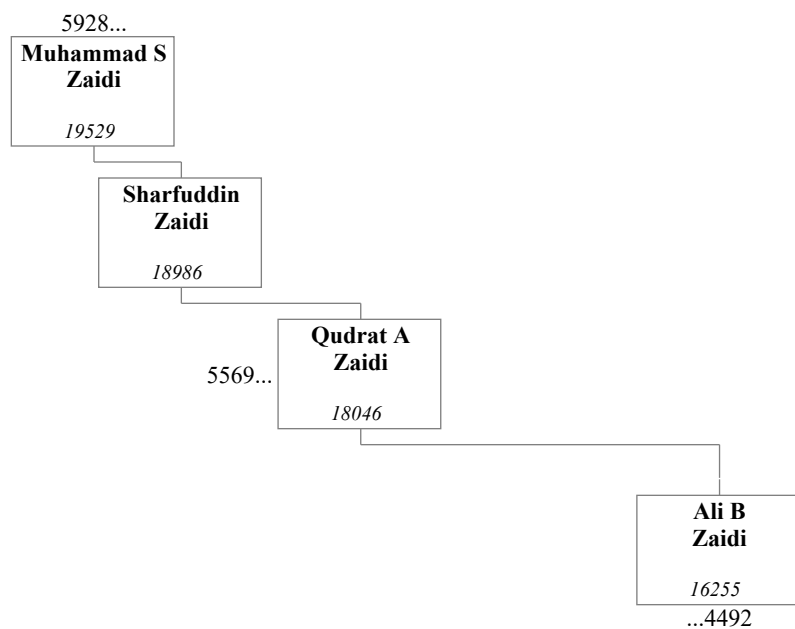 5928...
Muhammad S
Zaidi
19529
Sharfuddin
Zaidi
18986
Qudrat A
Zaidi
5569...
18046
Ali B
Zaidi
16255
...4492